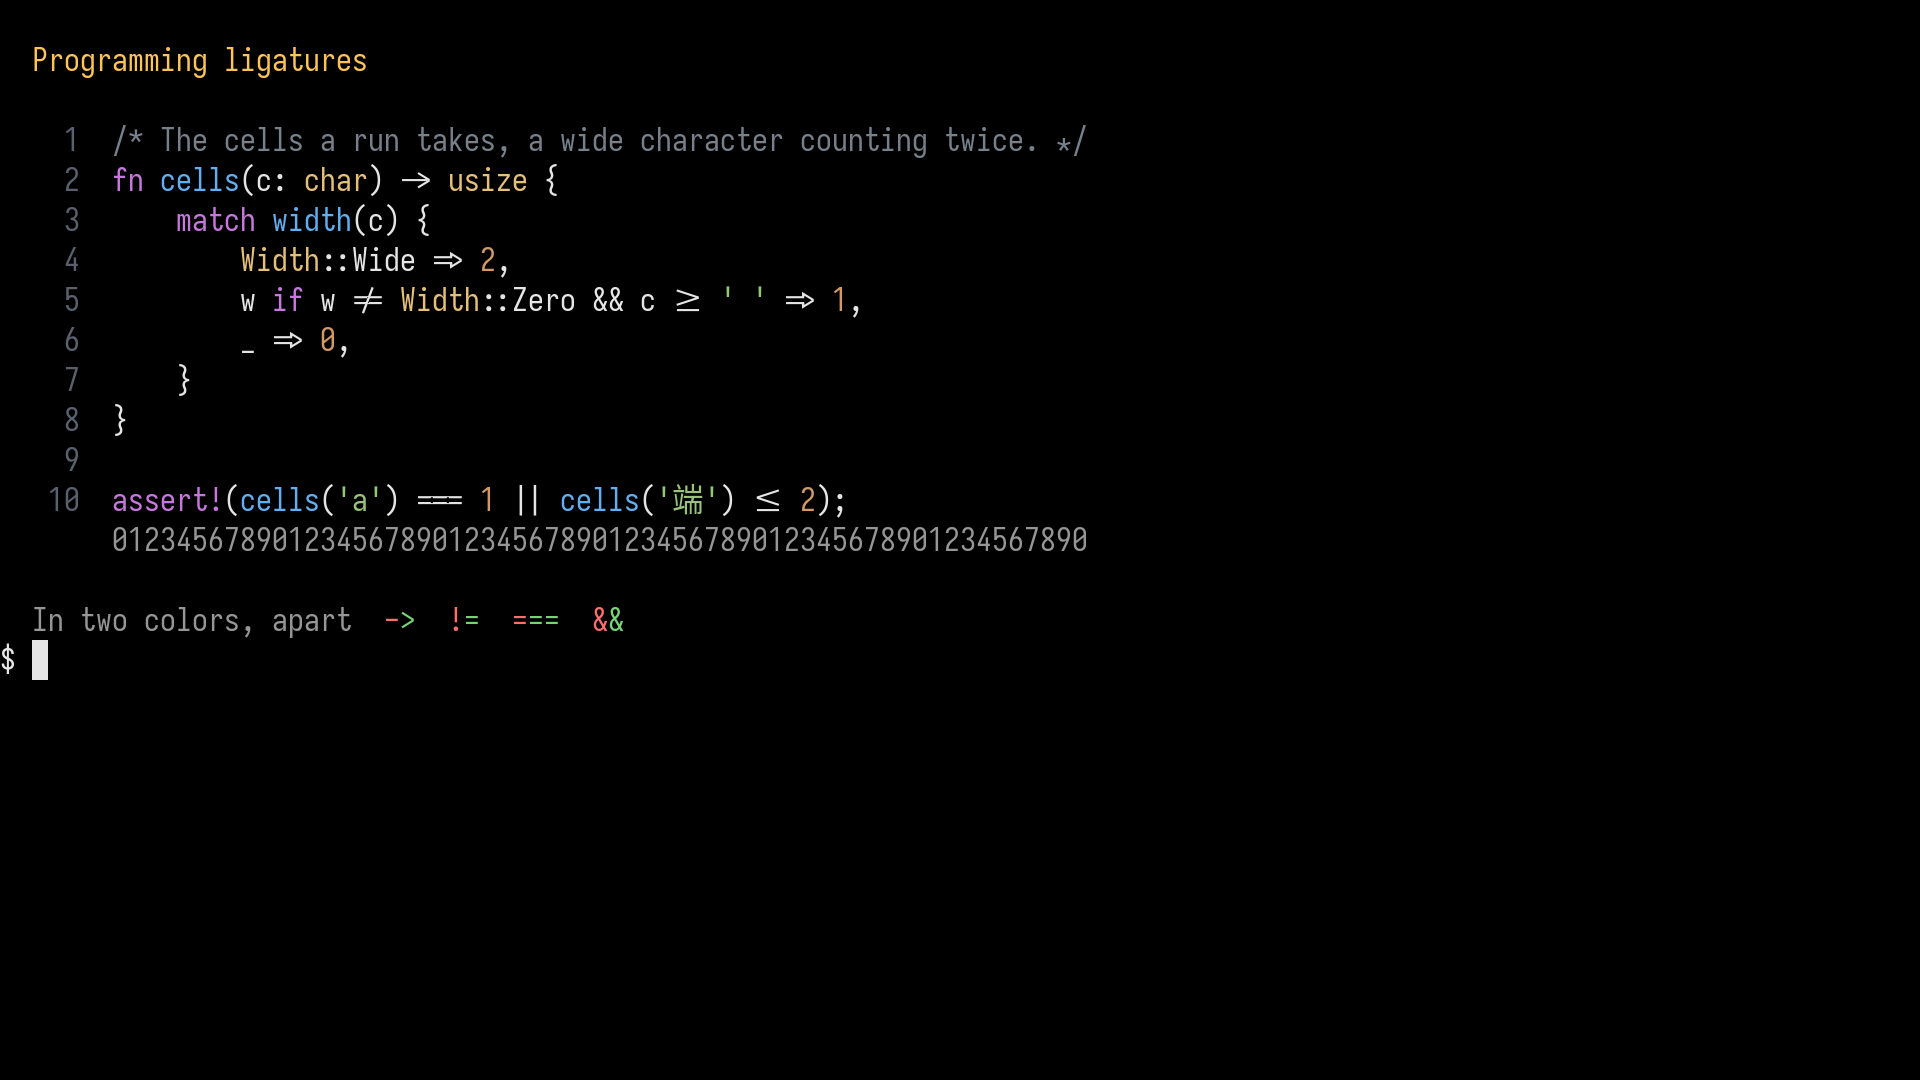 Programming ligatures
1 /* The cells a run takes, a wide character counting twice. */
2 fn cells(c: char) -> usize {
3     match width(c) {
4         Width::Wide => 2,
5         w if w != Width::Zero && c >= ' ' => 1,
6         _ => 0,
7     }
8 }
9
10 assert!(cells('a') === 1 || cells('端') <= 2);
0123456789012345678901234567890123456789012345678901234567890
In two colors, apart  ->  !=  ===  &&
$